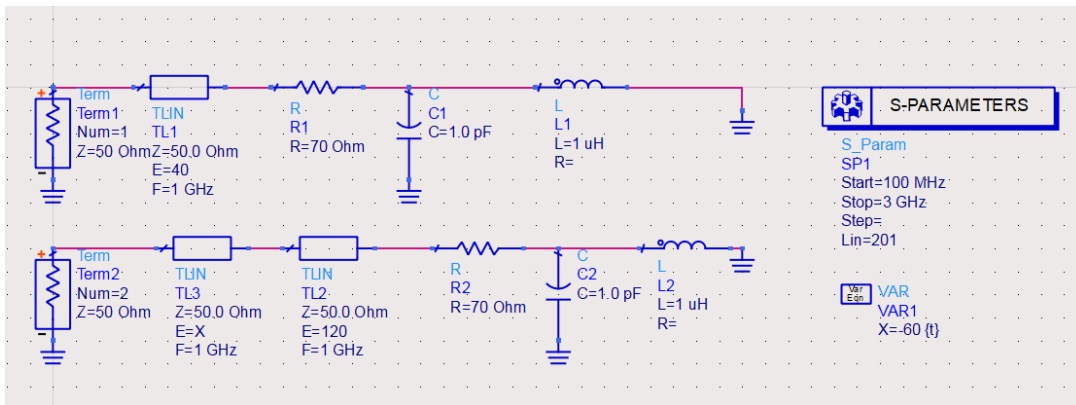 +
Term
Term1
Num=1
Z=50 Ohm
-
TLIN
TL1
Z=50.0 Ohm
E=40
F=1 GHz
R
R1
R=70 Ohm
C
C1
C=1.0 pF
L
L1
L=1 uH
R=
S-PARAMETERS
S_Param
SP1
Start=100 MHz
Stop=3 GHz
Step=
Lin=201
+
Term
Term2
Num=2
Z=50 Ohm
-
TLIN
TL3
Z=50.0 Ohm
E=X
F=1 GHz
TLIN
TL2
Z=50.0 Ohm
E=120
F=1 GHz
R
R2
R=70 Ohm
C
C2
C=1.0 pF
L
L2
L=1 uH
R=
Var
Eqn
VAR
VAR1
X=-60 {t}